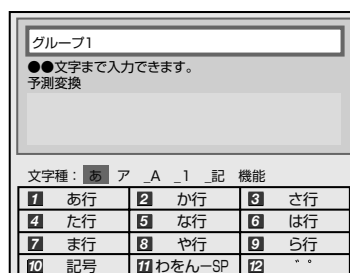 グループ1
●●文字まで入力できます。
予測変換
文字種： あ ア _A _1 _記 機能
1 あ行 2 か行 3 さ行
4 た行 5 な行 6 は行
7 ま行 8 や行 9 ら行
10 記号 11 わをんーSP 12 ゛゜